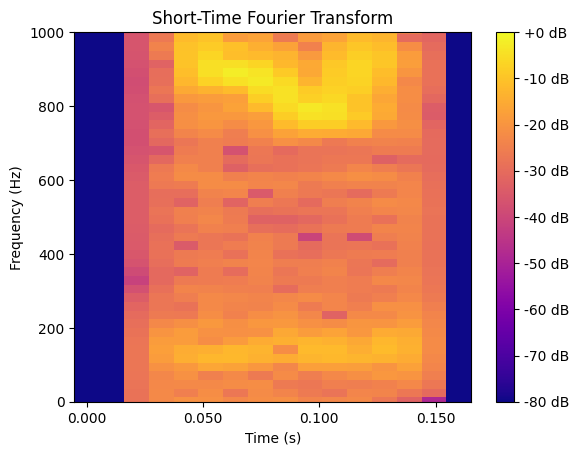 Short-Time Fourier Transform
1000
800
600
400
200
0
Frequency (Hz)
0.000
0.050
0.100
0.150
Time (s)
+0 dB
-10 dB
-20 dB
-30 dB
-40 dB
-50 dB
-60 dB
-70 dB
-80 dB